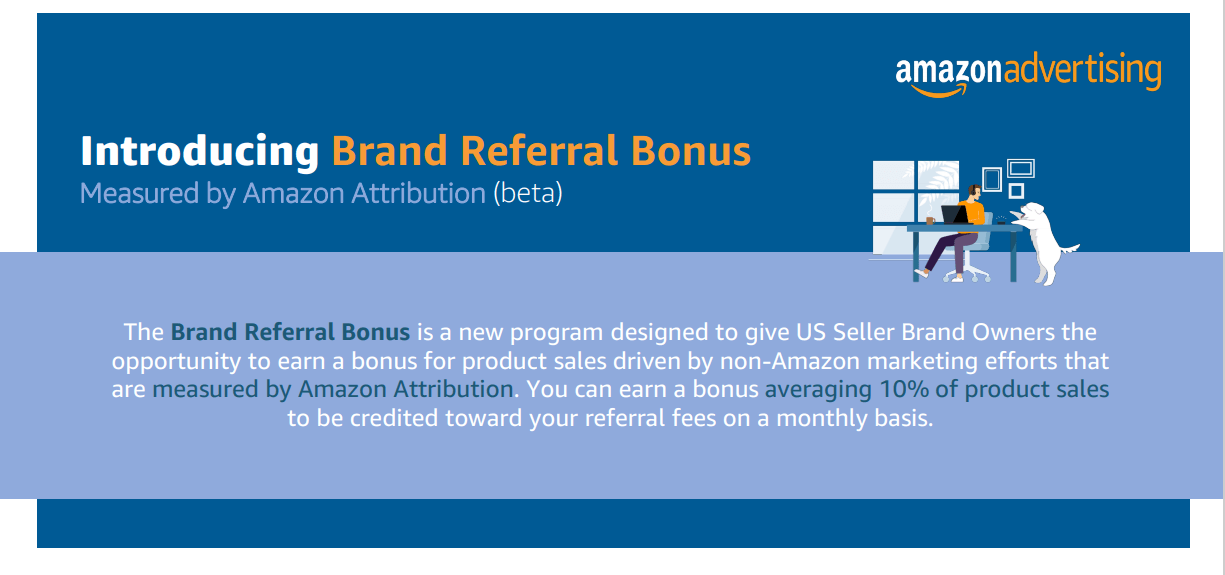 amazonadvertising
Introducing Brand Referral Bonus
Measured by Amazon Attribution (beta)
The Brand Referral Bonus is a new program designed to give US Seller Brand Owners the
opportunity to earn a bonus for product sales driven by non-Amazon marketing efforts that
are measured by Amazon Attribution. You can earn a bonus averaging 10% of product sales
to be credited toward your referral fees on a monthly basis.